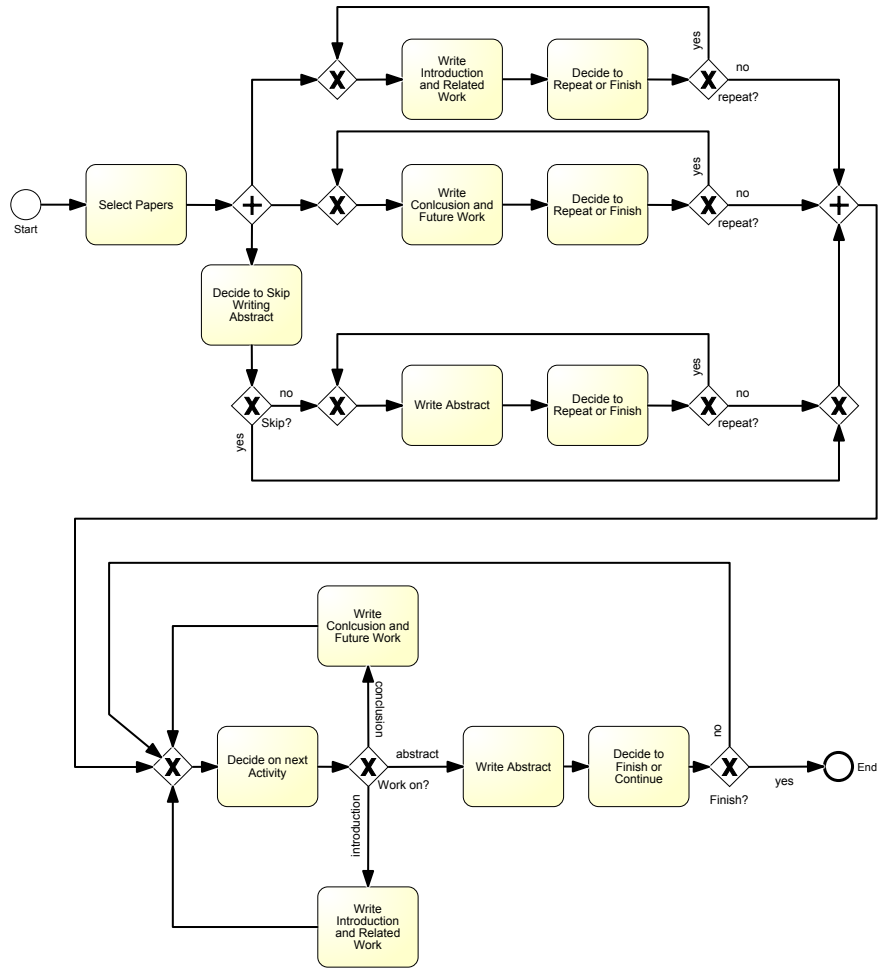 yes
Write
Introduction
and Related
Work
Decide to
Repeat or Finish
no
repeat?
yes
Start
Select Papers
Write
Conlcusion and
Future Work
Decide to
Repeat or Finish
no
repeat?
Decide to Skip
Writing
Abstract
yes
no
Skip?
yes
Write Abstract
Decide to
Repeat or Finish
no
repeat?
Write
Conlcusion and
Future Work
conclusion
no
Decide on next
Activity
abstract
Work on?
Write Abstract
Decide to
Finish or
Continue
Finish?
yes
End
introduction
Write
Introduction
and Related
Work